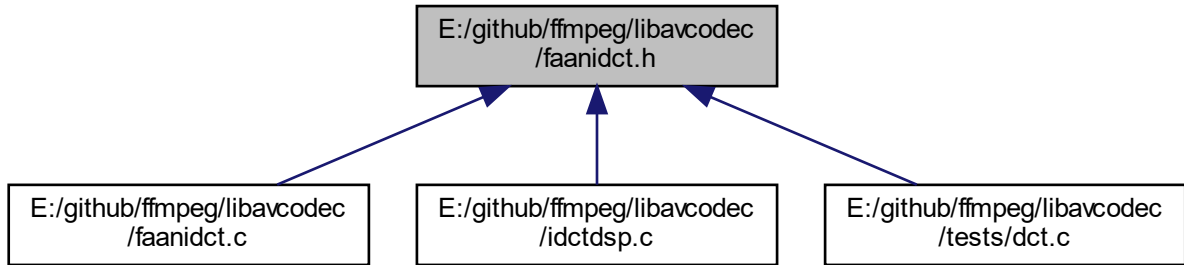 E:/github/ffmpeg/libavcodec
/faanidct.h
E:/github/ffmpeg/libavcodec
/faanidct.c
E:/github/ffmpeg/libavcodec
/idctdsp.c
E:/github/ffmpeg/libavcodec
/tests/dct.c